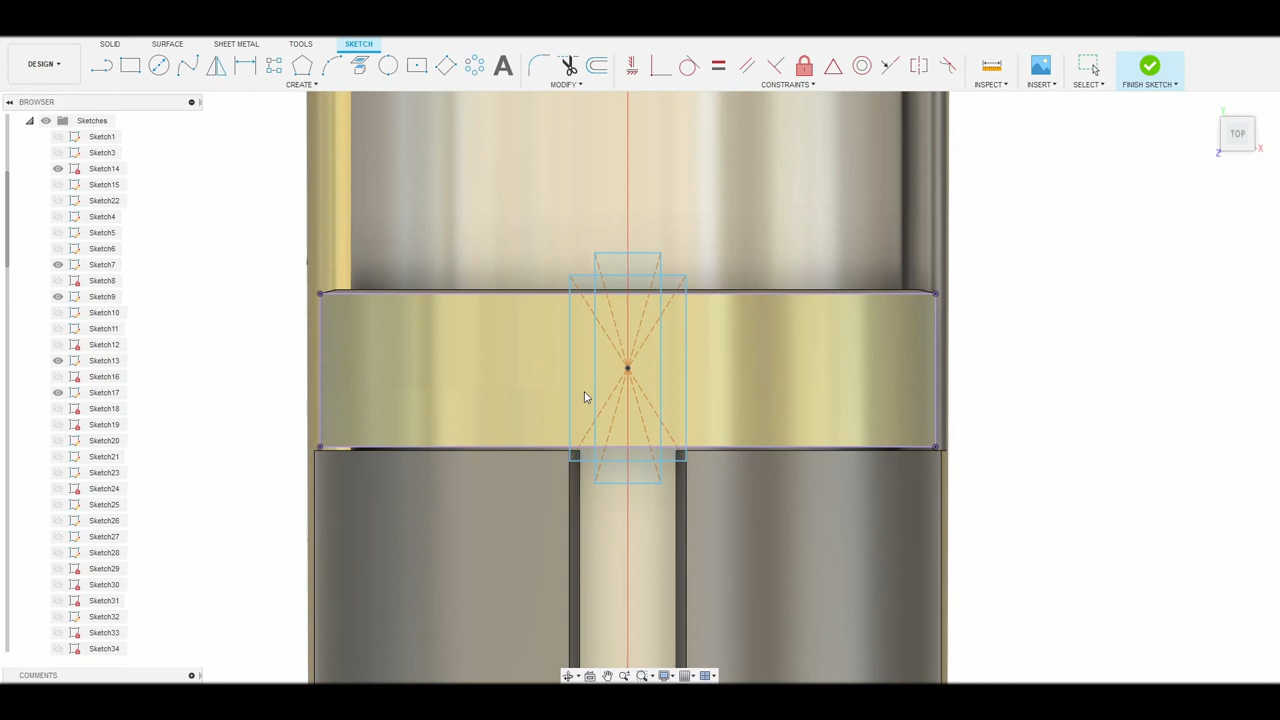 SOLID SURFACE SHEET METAL TOOLS SKETCH
DESIGN
CREATE MODIFY CONSTRAINTS INSPECT INSERT SELECT FINISH SKETCH
BROWSER
Sketches
Sketch1
Sketch3
Sketch14
Sketch15
Sketch22
Sketch4
Sketch5
Sketch6
Sketch7
Sketch8
Sketch9
Sketch10
Sketch11
Sketch12
Sketch13
Sketch16
Sketch17
Sketch18
Sketch19
Sketch20
Sketch21
Sketch23
Sketch24
Sketch25
Sketch26
Sketch27
Sketch28
Sketch29
Sketch30
Sketch31
Sketch32
Sketch33
Sketch34
COMMENTS
Y
TOP
Z
X